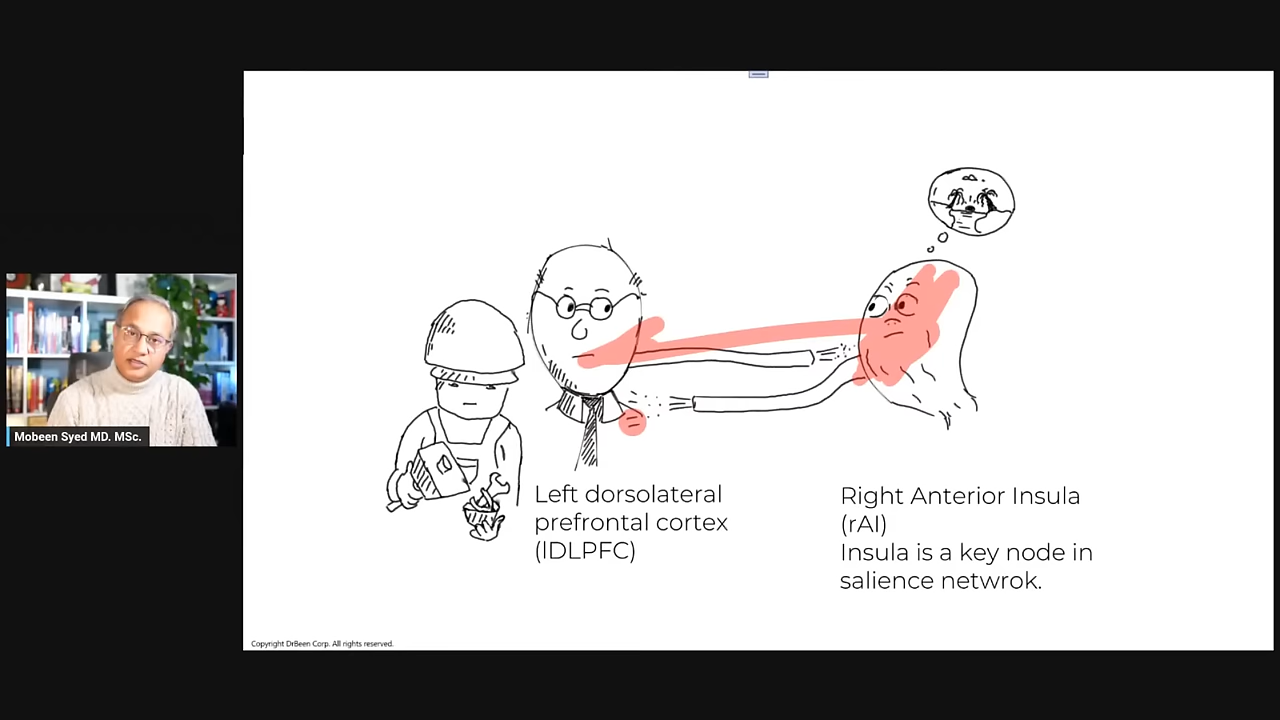 Mobeen Syed MD. MSc.
Left dorsolateral
prefrontal cortex
(lDLPFC)
Right Anterior Insula
(rAI)
Insula is a key node in
salience netwrok.
Copyright DrBeen Corp. All rights reserved.